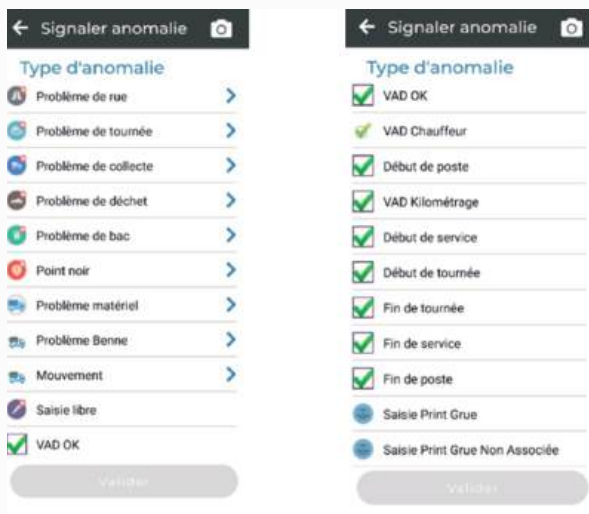 Signaler anomalie
Type d'anomalie
Problème de rue
Problème de tournée
Problème de collecte
Problème de déchet
Problème de bac
Point noir
Problème matériel
Problème Benne
Mouvement
Saisie libre
VAD OK
Valider
Signaler anomalie
Type d'anomalie
VAD OK
VAD Chauffeur
Début de poste
VAD Kilométrage
Début de service
Début de tournée
Fin de tournée
Fin de service
Fin de poste
Saisie Print Grue
Saisie Print Grue Non Associée
Valider